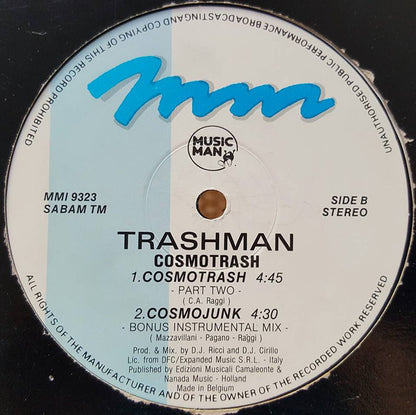 UNAUTHORISED PUBLIC PERFORMANCE BROADCASTING AND COPYING OF THIS RECORD PROHIBITED
mm
MUSIC
MAN
MMI 9323
SABAM TM
SIDE B
STEREO
TRASHMAN
COSMOTRASH
1.COSMOTRASH 4:45
- PART TWO -
( C.A. Raggi )
2.COSMOJUNK 4:30
- BONUS INSTRUMENTAL MIX -
( Mazzavillani - Pagano - Raggi )
Prod. & Mix. by D.J. Ricci and D.J. Cirillo
Lic. from DFC/Expanded Music S.R.L. - Italy
Published by Edizioni Musicali Camaleonte &
Nanada Music - Holland
Made in Belgium
ALL RIGHTS OF THE MANUFACTURER AND OF THE OWNER OF THE RECORDED WORK RESERVED